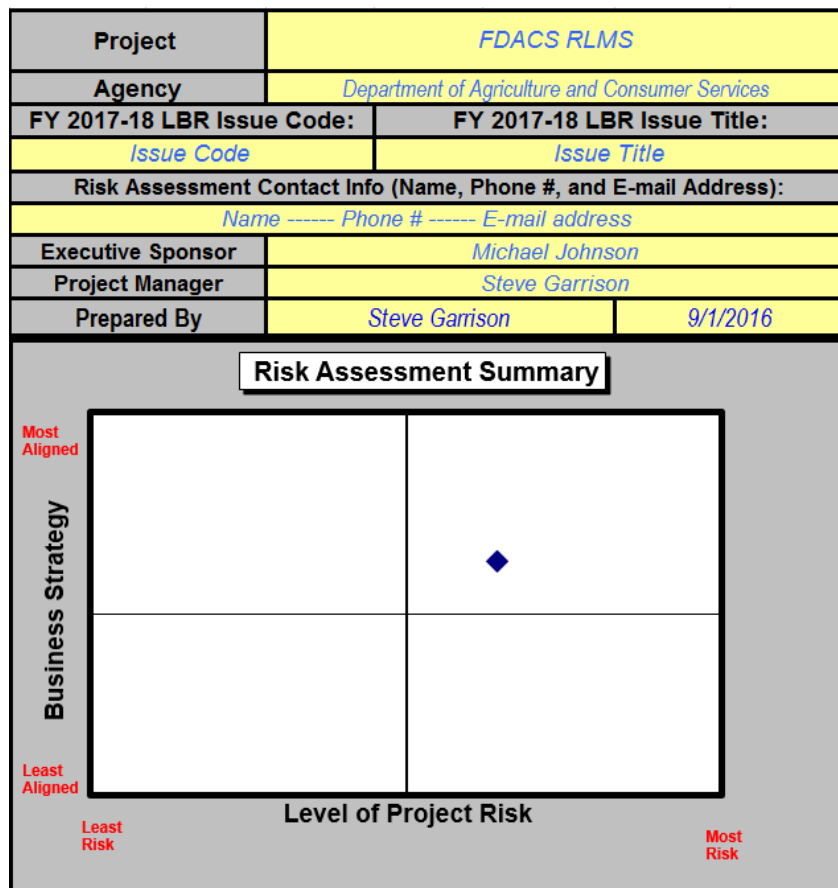 Project FDACS RLMS
Agency Department of Agriculture and Consumer Services
FY 2017-18 LBR Issue Code: FY 2017-18 LBR Issue Title:
Issue Code Issue Title
Risk Assessment Contact Info (Name, Phone #, and E-mail Address):
Name ------ Phone # ------ E-mail address
Executive Sponsor Michael Johnson
Project Manager Steve Garrison
Prepared By Steve Garrison 9/1/2016
Risk Assessment Summary
Most
Aligned
Business Strategy
Least
Aligned
Level of Project Risk
Least
Risk
Most
Risk